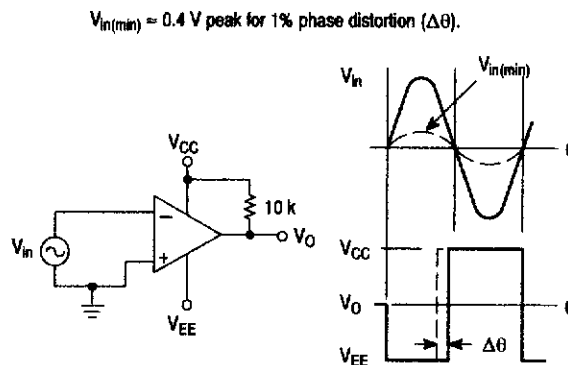 Vin(min) ≈ 0.4 V peak for 1% phase distortion (Δθ).
Vin
Vin(min)
VCC
10 k
−
VO
Vin
+
VEE
VCC
VO
VEE
Δθ